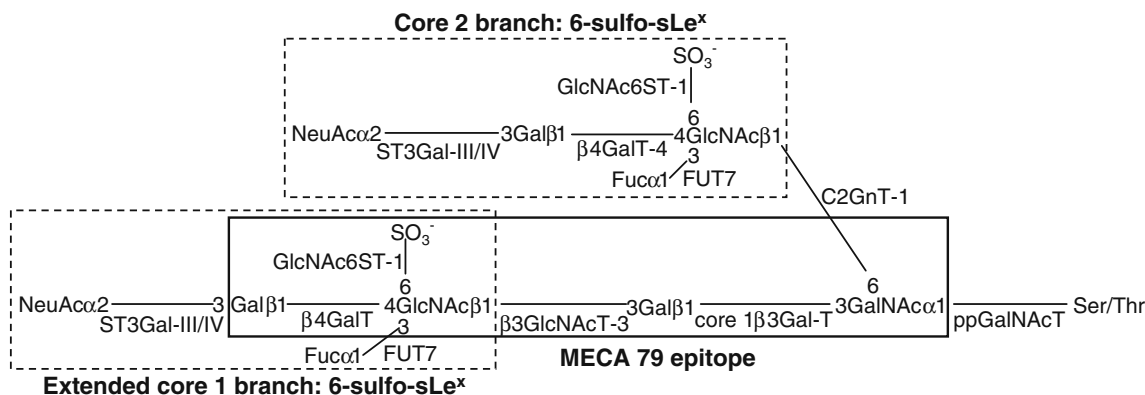 Core 2 branch: 6-sulfo-sLeˣ
SO₃⁻
GlcNAc6ST-1
6
NeuAcα2 3Galβ1 4GlcNAcβ1
ST3Gal-III/IV β4GalT-4
3
Fucα1 FUT7
C2GnT-1
SO₃⁻
GlcNAc6ST-1
6 6
NeuAcα2 3 Galβ1 4GlcNAcβ1 3Galβ1 3GalNAcα1 Ser/Thr
ST3Gal-III/IV β4GalT β3GlcNAcT-3 core 1β3Gal-T ppGalNAcT
3
Fucα1 FUT7 MECA 79 epitope
Extended core 1 branch: 6-sulfo-sLeˣ